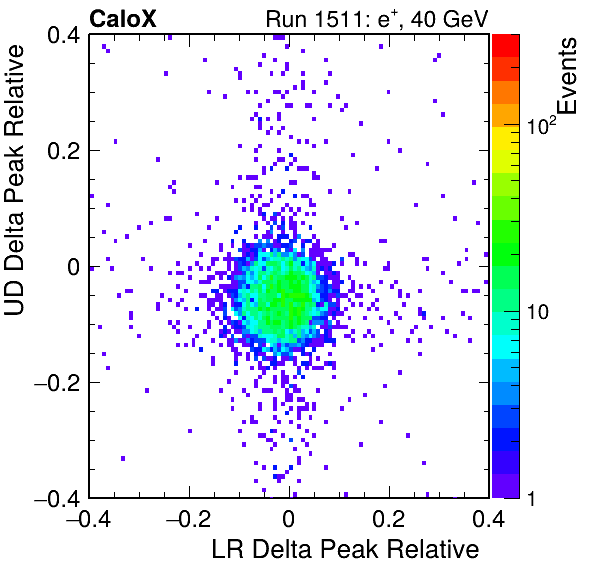 CaloX Run 1511: e⁺, 40 GeV
0.4
0.2
0
−0.2
−0.4
−0.4 −0.2 0 0.2 0.4
UD Delta Peak Relative
LR Delta Peak Relative
10²
10
1
Events